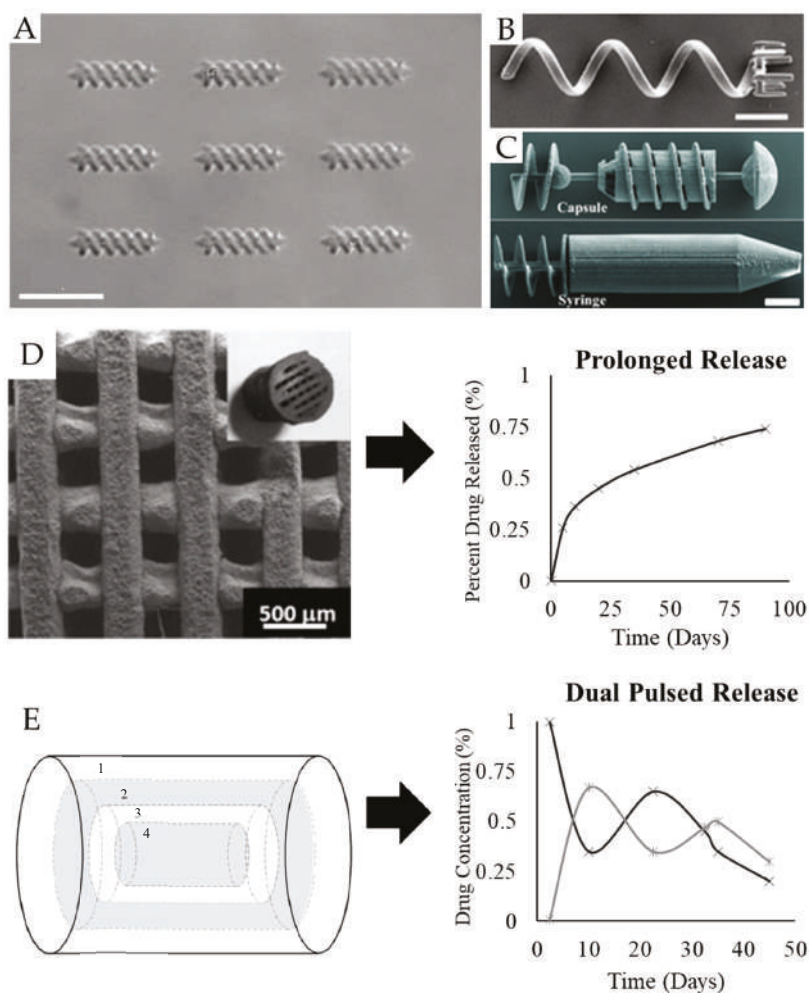 A
B
C
Capsule
Syringe
D
500 µm
Prolonged Release
Percent Drug Released (%)
1
0.75
0.5
0.25
0
0 25 50 75 100
Time (Days)
E
1
2
3
4
Dual Pulsed Release
Drug Concentration (%)
1
0.75
0.5
0.25
0
0 10 20 30 40 50
Time (Days)